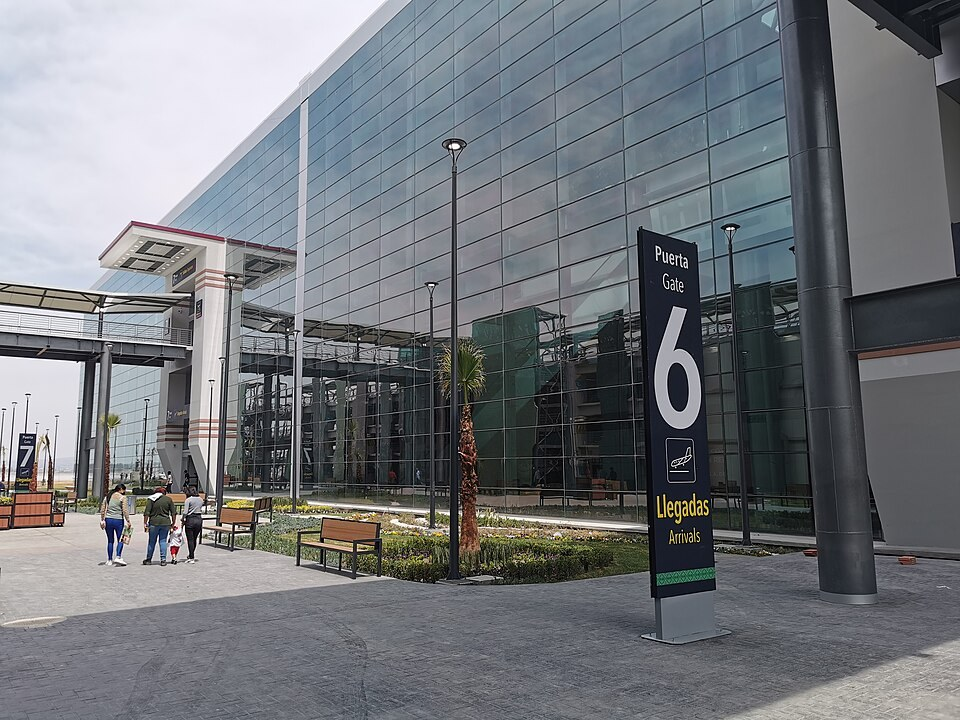 Puerta
Gate
6
Llegadas
Arrivals
Puerta
Gate
7